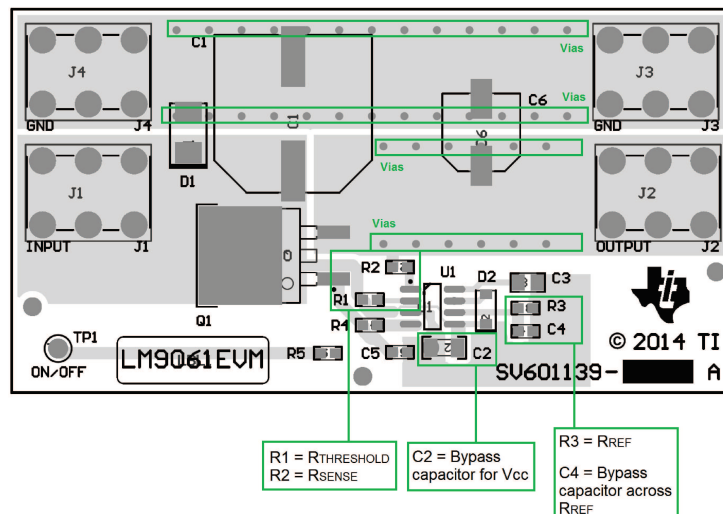 C1
Vias
J4
J3
GND
J4
C1
Vias
C6
C6
GND
J3
D1
Vias
J1
J2
INPUT
J1
Vias
OUTPUT
J2
Q1
R2
U1
D2
C3
R1
R3
R4
C4
TP1
ON/OFF
LM9061EVM
R5
C5
C2
© 2014 TI
SV601139- A
R1 = RTHRESHOLD
R2 = RSENSE
C2 = Bypass
capacitor for Vcc
R3 = RREF
C4 = Bypass
capacitor across
RREF